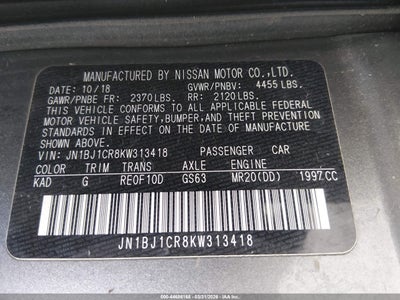 MANUFACTURED BY NISSAN MOTOR CO.,LTD.
DATE: 10/18 GVWR/PNBV: 4455 LBS.
GAWR/PNBE FR: 2370LBS. RR: 2120LBS.
THIS VEHICLE CONFORMS TO ALL APPLICABLE FEDERAL
MOTOR VEHICLE SAFETY, BUMPER, AND THEFT PREVENTION
STANDARDS IN EFFECT ON THE DATE OF MANUFACTURE
SHOWN ABOVE.
VIN: JN1BJ1CR8KW313418 PASSENGER CAR
COLOR TRIM TRANS AXLE ENGINE
KAD G RE0F10D GS63 MR20(DD) 1997CC
JN1BJ1CR8KW313418